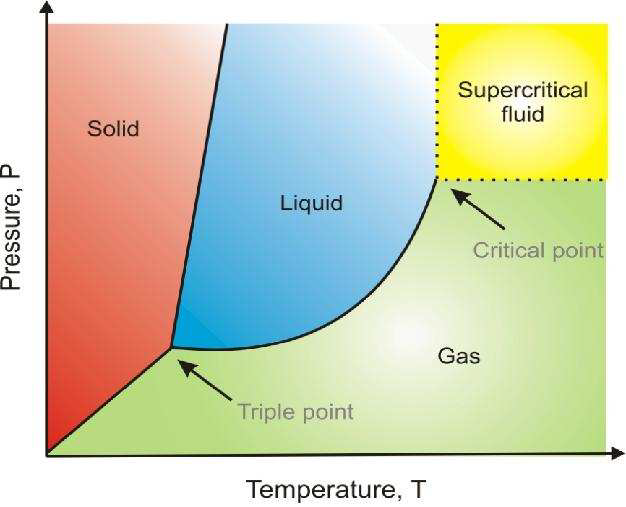 Supercritical
fluid
Solid
Liquid
Critical point
Gas
Triple point
Pressure, P
Temperature, T